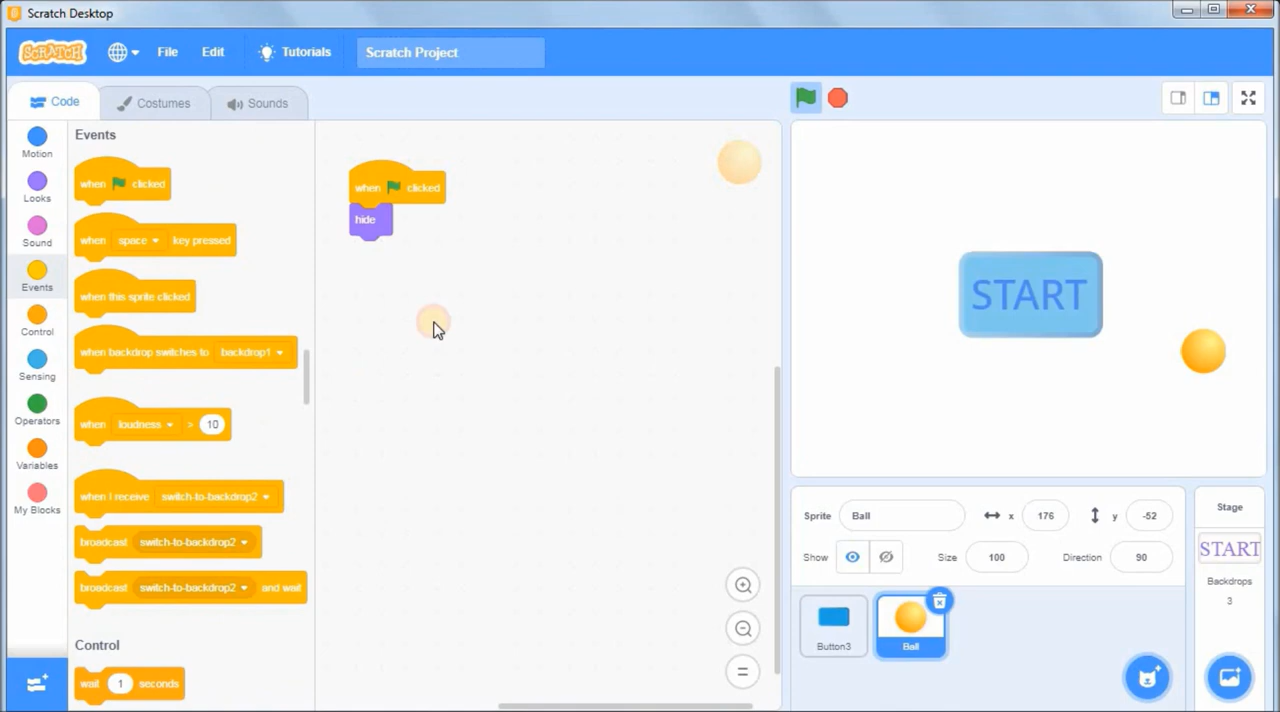 Scratch Desktop
SCRATCH File Edit Tutorials Scratch Project
Code Costumes Sounds
Motion
Looks
Sound
Events
Control
Sensing
Operators
Variables
My Blocks
Events
when clicked
when space key pressed
when this sprite clicked
when backdrop switches to backdrop1
when loudness > 10
when I receive switch-to-backdrop2
broadcast switch-to-backdrop2
broadcast switch-to-backdrop2 and wait
Control
wait 1 seconds
when clicked
hide
START
Sprite Ball x 176 y -52
Show Size 100 Direction 90
Button3
Ball
Stage
START
Backdrops
3